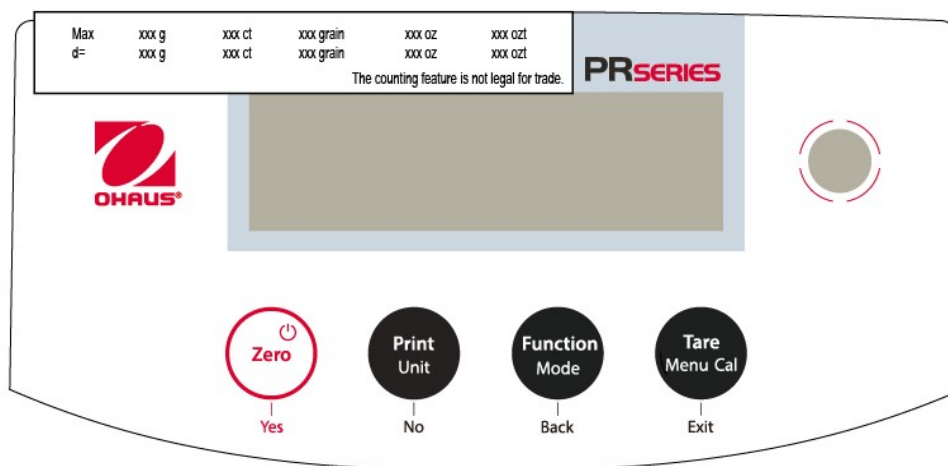 Max xxx g xxx ct xxx grain xxx oz xxx ozt
d= xxx g xxx ct xxx grain xxx oz xxx ozt
The counting feature is not legal for trade.
PRSERIES
OHAUS®
Zero
Print
Unit
Function
Mode
Tare
Menu Cal
Yes
No
Back
Exit